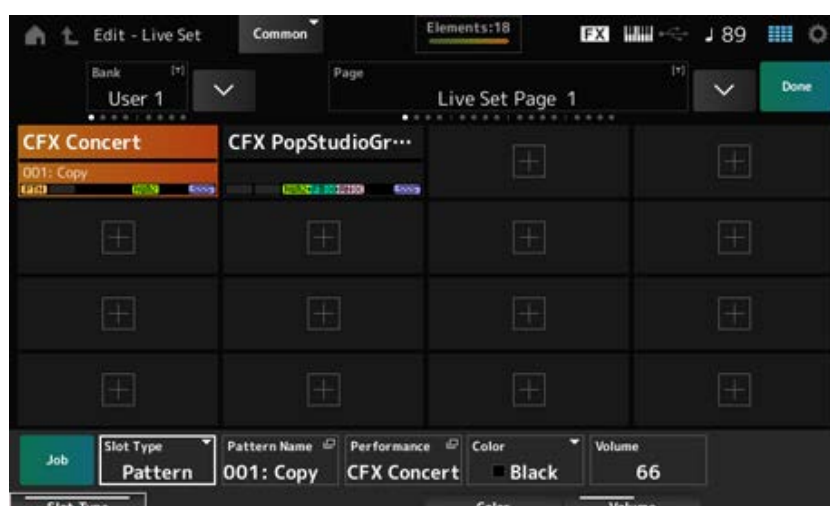 Edit - Live Set
Common
Elements:18
FX
89
Bank
User 1
Page
Live Set Page 1
Done
CFX Concert
001: Copy
CFX PopStudioGr···
Job
Slot Type
Pattern
Pattern Name
001: Copy
Performance
CFX Concert
Color
Black
Volume
66